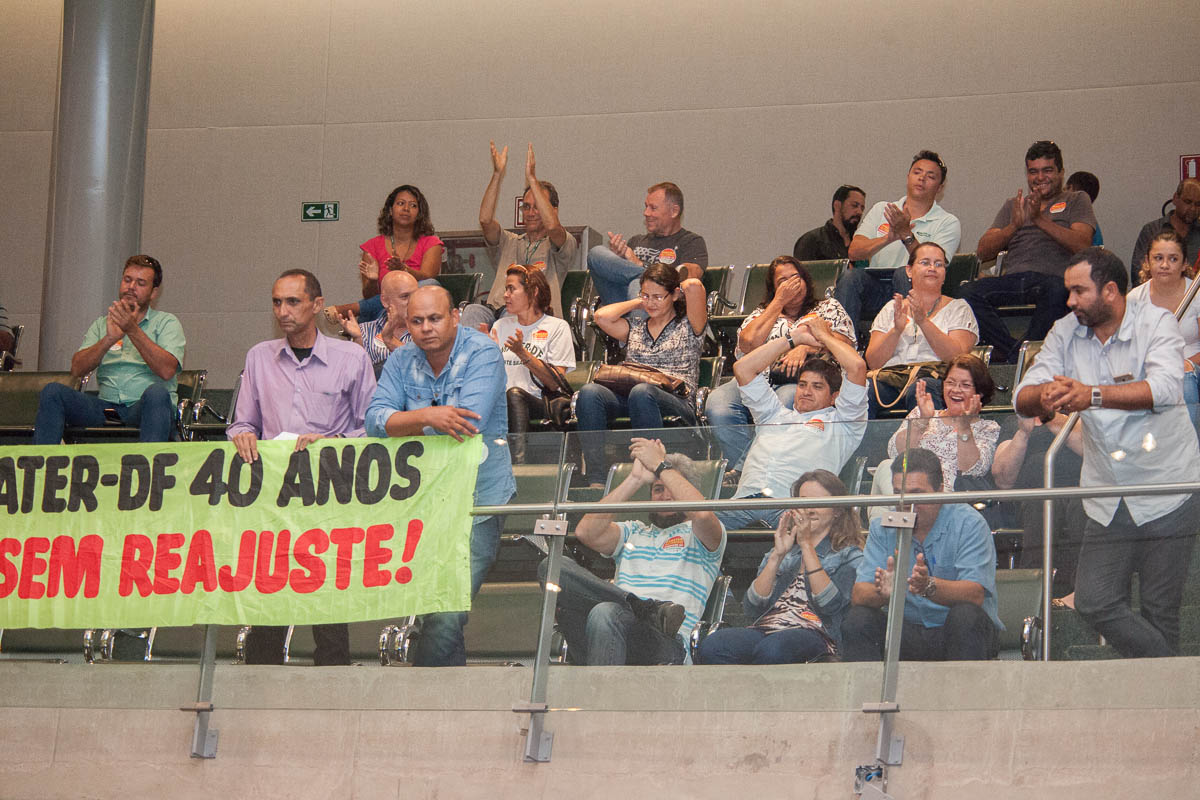 ATER-DF 40 ANOS
SEM REAJUSTE!